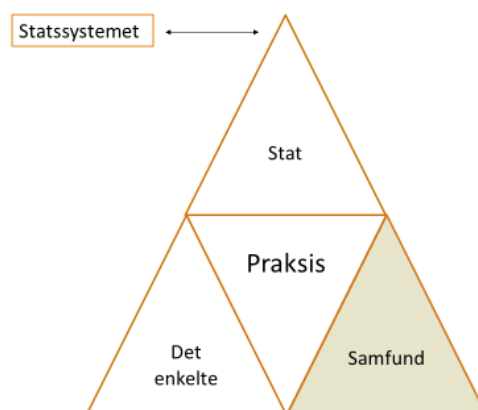 Statssystemet
Stat
Praksis
Det
enkelte
Samfund